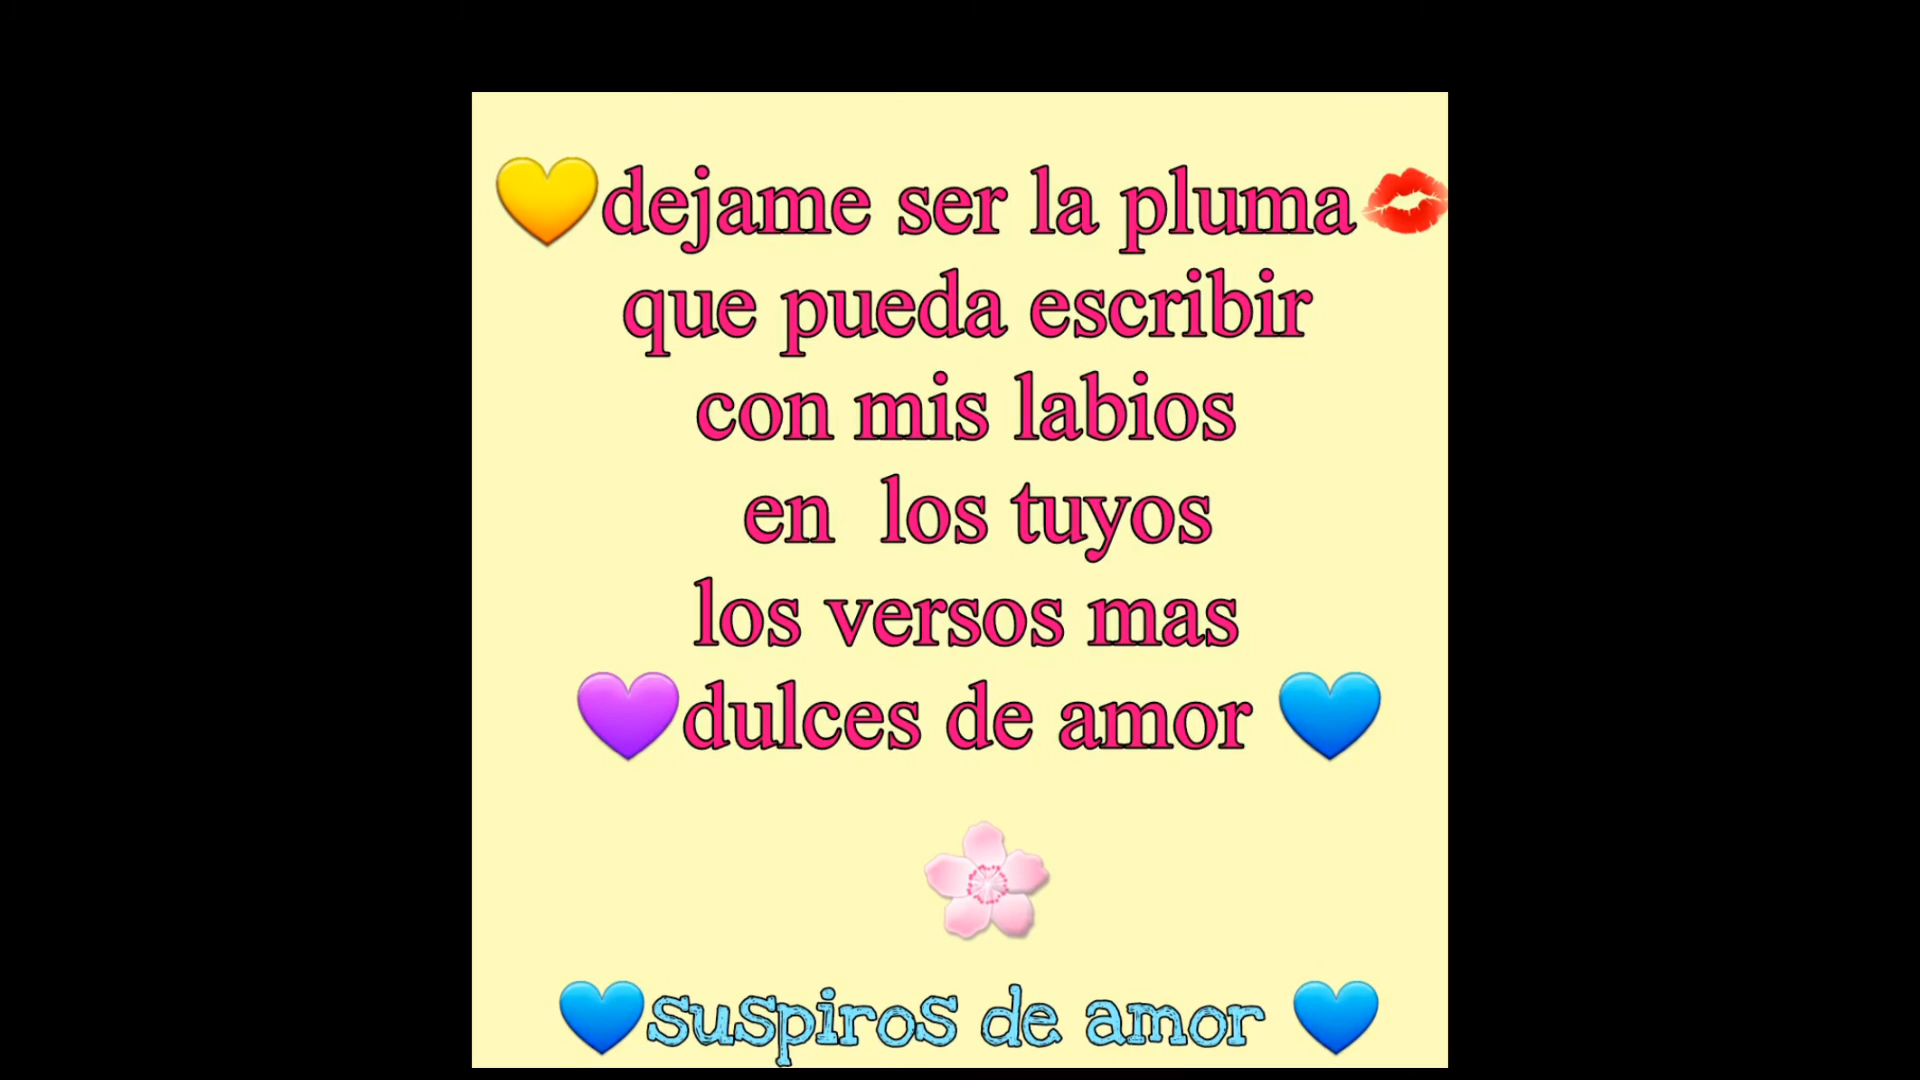 💛dejame ser la pluma💋
que pueda escribir
con mis labios
en  los tuyos
los versos mas
💜dulces de amor 💙
🌸
💙suspiros de amor 💙